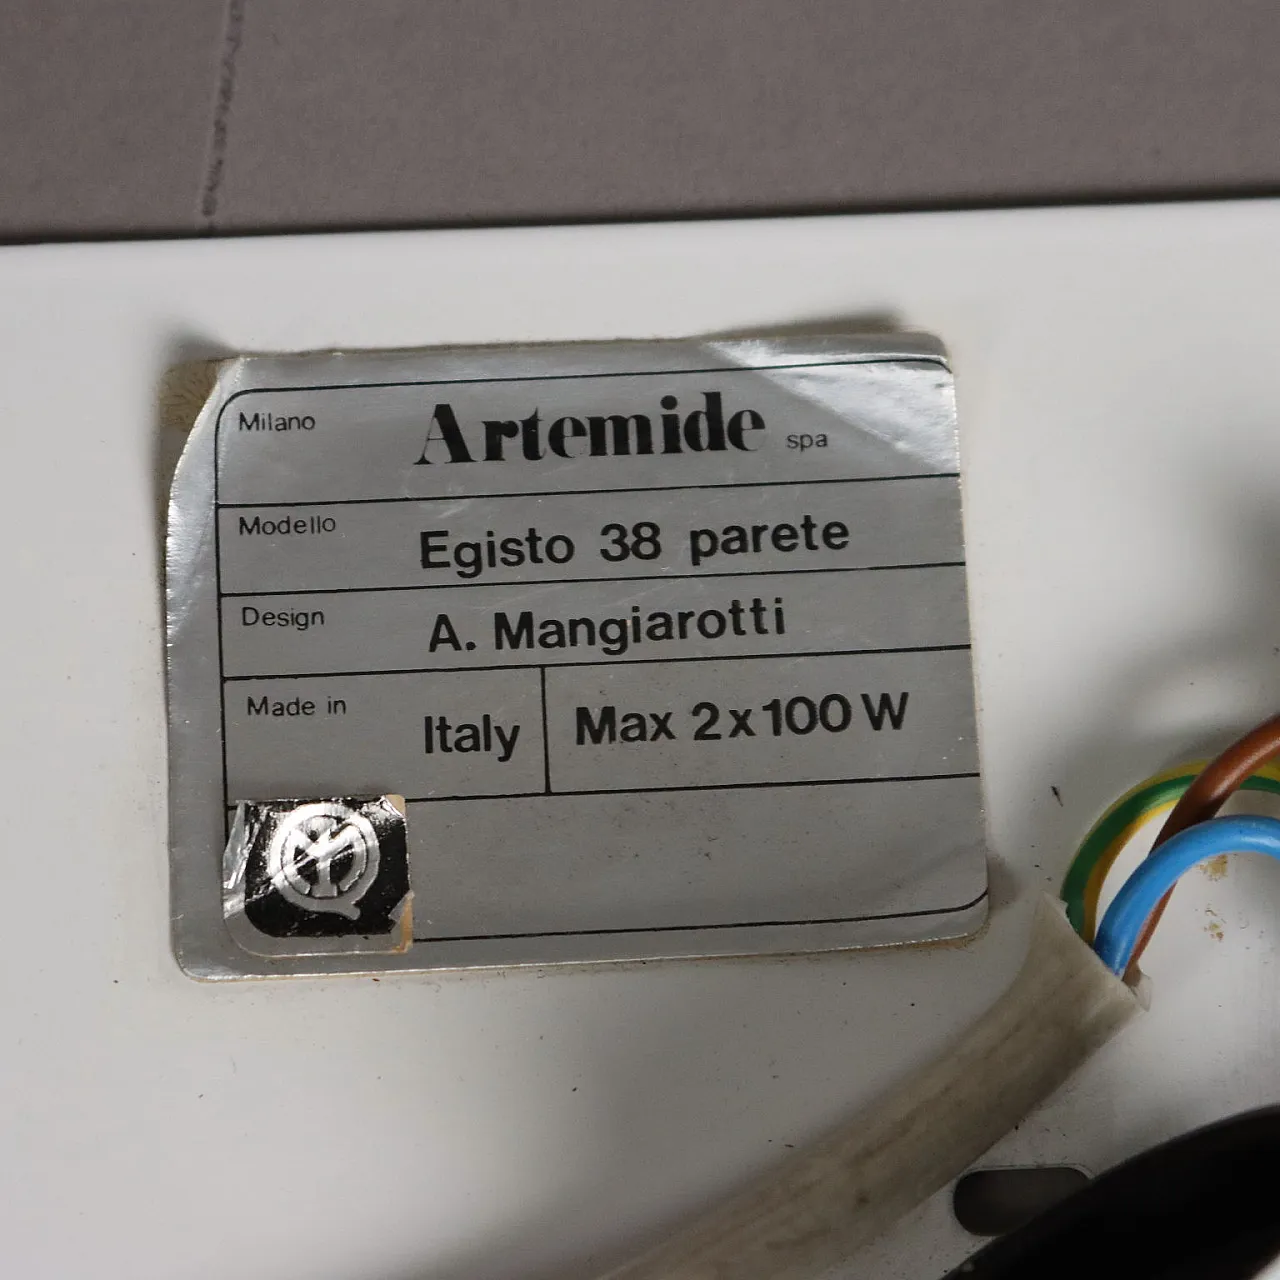 Milano Artemide spa
Modello Egisto 38 parete
Design A. Mangiarotti
Made in Italy Max 2x100 W